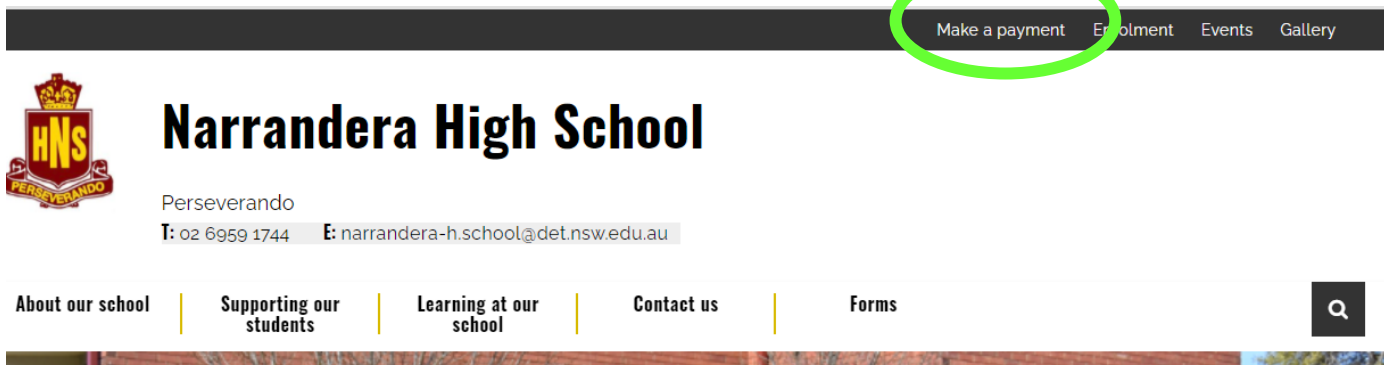 Make a payment Enrolment Events Gallery
HNS
PERSEVERANDO
Narrandera High School
Perseverando
T: 02 6959 1744 E: narrandera-h.school@det.nsw.edu.au
About our school Supporting our students Learning at our school Contact us Forms